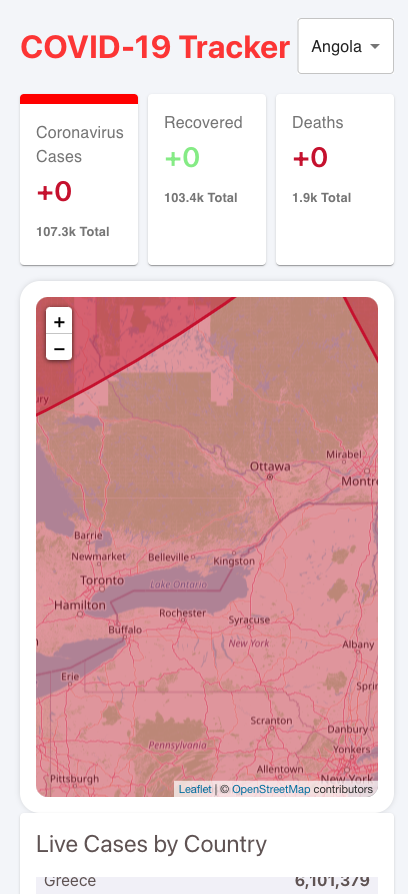 COVID-19 Tracker
Angola
Coronavirus
Cases
+0
107.3k Total
Recovered
+0
103.4k Total
Deaths
+0
1.9k Total
+
−
ury
Ottawa
Mirabel
Montre
Barrie
Newmarket
Belleville
Kingston
Toronto
Lake Ontario
Hamilton
Rochester
Syracuse
Buffalo
New York
Albany
Erie
Sprin
Scranton
Danbury
Pennsylvania
Yonkers
Allentown
New York
Pittsburgh
Leaflet | © OpenStreetMap contributors
Live Cases by Country
Greece 6,101,379